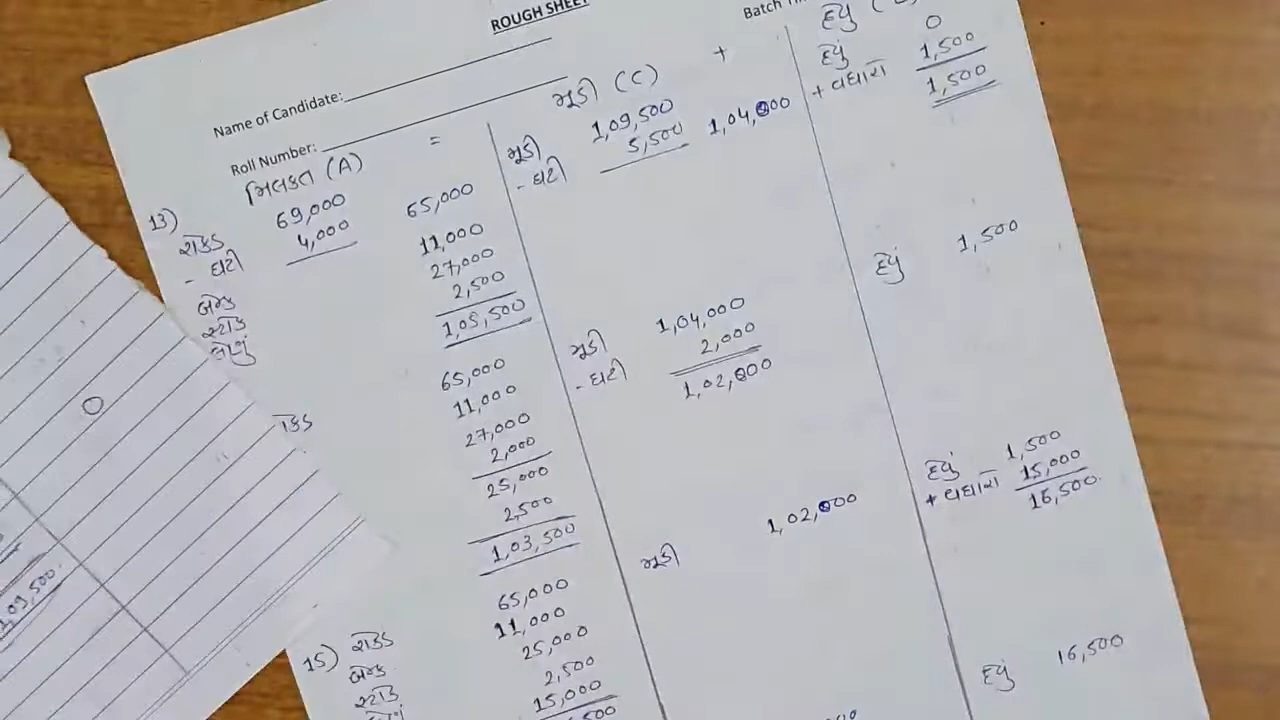 ROUGH SHEET
Name of Candidate:
Roll Number:
મિલકત (A) = મૂડી (C) + દેવું
13) રોકડ 69,000
- ઘટી 4,000 65,000
બેન્ક 11,000
સ્ટોક 27,000
લેણું 2,500
1,05,500
મૂડી 1,09,500
- ઘટી 5,500 1,04,000
દેવું 0
+ વધારો 1,500
1,500
65,000
11,000
27,000
2,000
25,000
2,500
1,03,500
મૂડી 1,04,000
- ઘટી 2,000
1,02,000
દેવું 1,500
15) રોકડ 65,000
બેન્ક 11,000
સ્ટોક 25,000
લેણું 2,500
15,000
મૂડી 1,02,000
દેવું 1,500
+ વધારો 15,000
16,500
દેવું 16,500
1,09,500